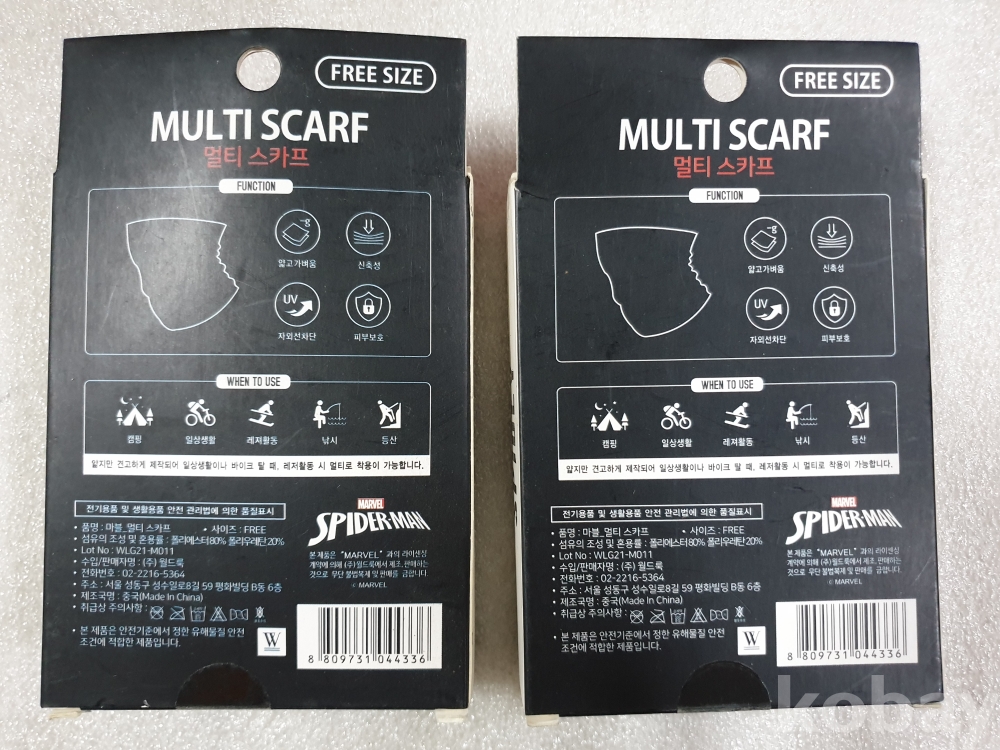 FREE SIZE
MULTI SCARF
멀티 스카프
FUNCTION
얇고가벼움
신축성
자외선차단
UV
피부보호
WHEN TO USE
캠핑
일상생활
레져활동
낚시
등산
얇지만 견고하게 제작되어 일상생활이나 바이크 탈 때, 레저활동 시 멀티로 착용이 가능합니다.
전기용품 및 생활용품 안전 관리법에 의한 품질표시
• 품명 : 마블_멀티 스카프 • 사이즈 : FREE
• 섬유의 조성 및 혼용률 : 폴리에스터80% 폴리우레탄20%
• Lot No : WLG21-M011
• 수입/판매자명 : (주) 월드룩
• 전화번호 : 02-2216-5364
• 주소 : 서울 성동구 성수일로8길 59 평화빌딩 B동 6층
• 제조국명 : 중국(Made In China)
• 취급상 주의사항 :
• 본 제품은 안전기준에서 정한 유해물질 안전
조건에 적합한 제품입니다.
MARVEL
SPIDER-MAN
본 제품은 "MARVEL" 과의 라이센싱
계약에 의해 (주)월드룩에서 제조, 판매하는
것으로 무단 불법복제 및 판매를 금합니다.
© MARVEL
W
8 809731 044336
FREE SIZE
MULTI SCARF
멀티 스카프
FUNCTION
얇고가벼움
신축성
UV
자외선차단
피부보호
WHEN TO USE
캠핑
일상생활
레져활동
낚시
등산
얇지만 견고하게 제작되어 일상생활이나 바이크 탈 때, 레저활동 시 멀티로 착용이 가능합니다.
전기용품 및 생활용품 안전 관리법에 의한 품질표시
• 품명 : 마블_멀티 스카프 • 사이즈 : FREE
• 섬유의 조성 및 혼용률 : 폴리에스터80% 폴리우레탄20%
• Lot No : WLG21-M011
• 수입/판매자명 : (주) 월드룩
• 전화번호 : 02-2216-5364
• 주소 : 서울 성동구 성수일로8길 59 평화빌딩 B동 6층
• 제조국명 : 중국(Made In China)
• 취급상 주의사항 :
• 본 제품은 안전기준에서 정한 유해물질 안전
조건에 적합한 제품입니다.
MARVEL
SPIDER-MAN
본 제품은 "MARVEL" 과의 라이센싱
계약에 의해 (주)월드룩에서 제조, 판매하는
것으로 무단 불법복제 및 판매를 금합니다.
© MARVEL
W
8 809731 044336
kobay